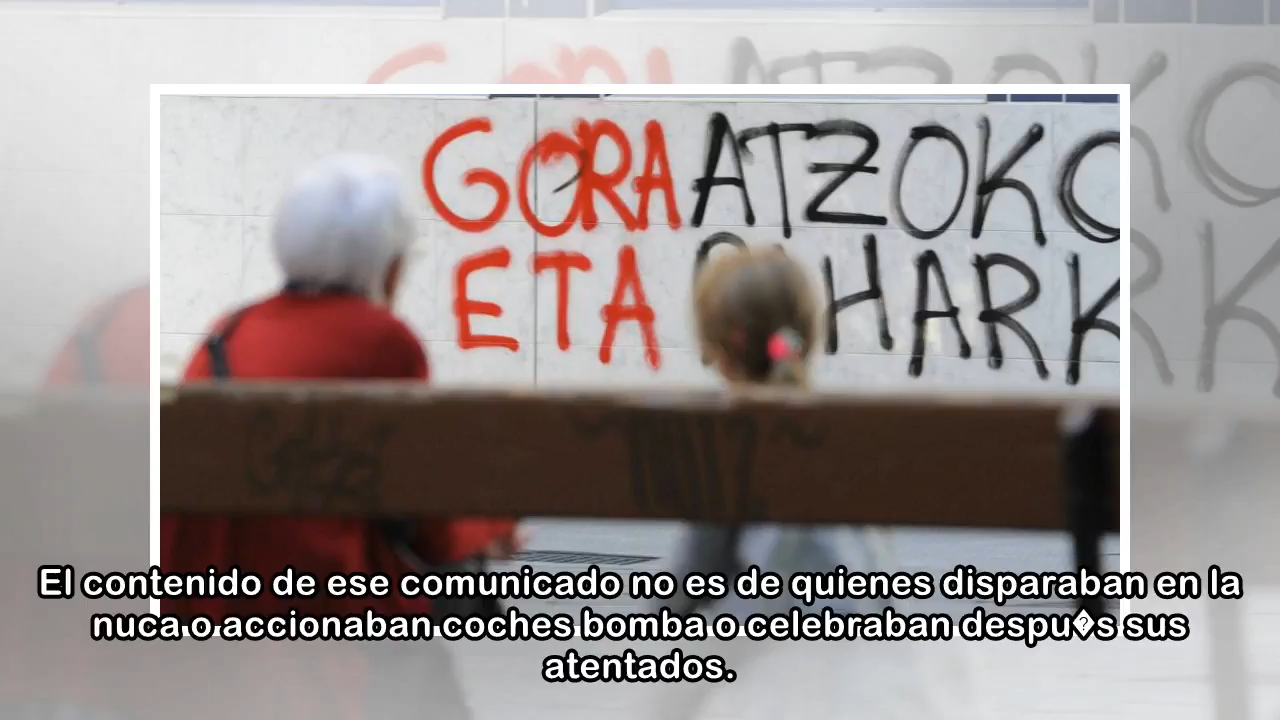 GORA ATZOKO
ETA HARK
El contenido de ese comunicado no es de quienes disparaban en la
nuca o accionaban coches bomba o celebraban despu�s sus
atentados.